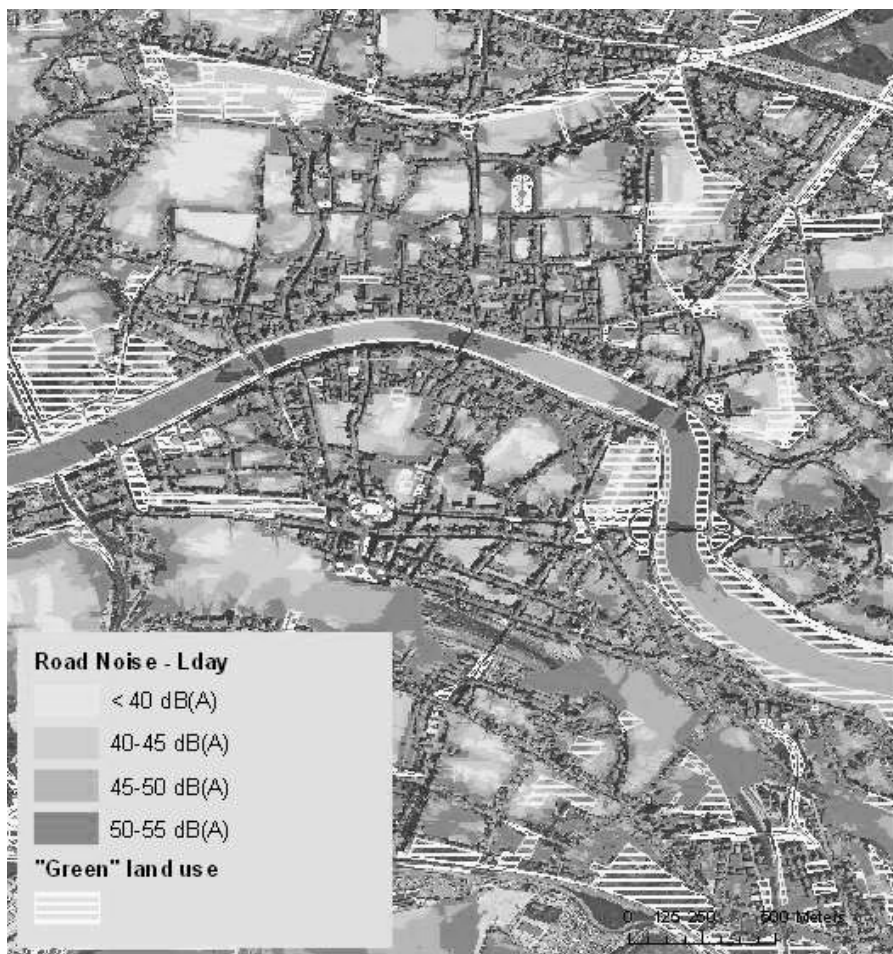 Road Noise - Lday
< 40 dB(A)
40-45 dB(A)
45-50 dB(A)
50-55 dB(A)
"Green" land use
0 125 250 500 Meters